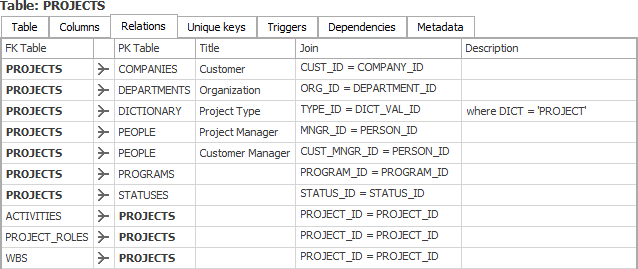 Table: PROJECTS
Table Columns Relations Unique keys Triggers Dependencies Metadata
FK Table PK Table Title Join Description
PROJECTS COMPANIES Customer CUST_ID = COMPANY_ID
PROJECTS DEPARTMENTS Organization ORG_ID = DEPARTMENT_ID
PROJECTS DICTIONARY Project Type TYPE_ID = DICT_VAL_ID where DICT = 'PROJECT'
PROJECTS PEOPLE Project Manager MNGR_ID = PERSON_ID
PROJECTS PEOPLE Customer Manager CUST_MNGR_ID = PERSON_ID
PROJECTS PROGRAMS PROGRAM_ID = PROGRAM_ID
PROJECTS STATUSES STATUS_ID = STATUS_ID
ACTIVITIES PROJECTS PROJECT_ID = PROJECT_ID
PROJECT_ROLES PROJECTS PROJECT_ID = PROJECT_ID
WBS PROJECTS PROJECT_ID = PROJECT_ID